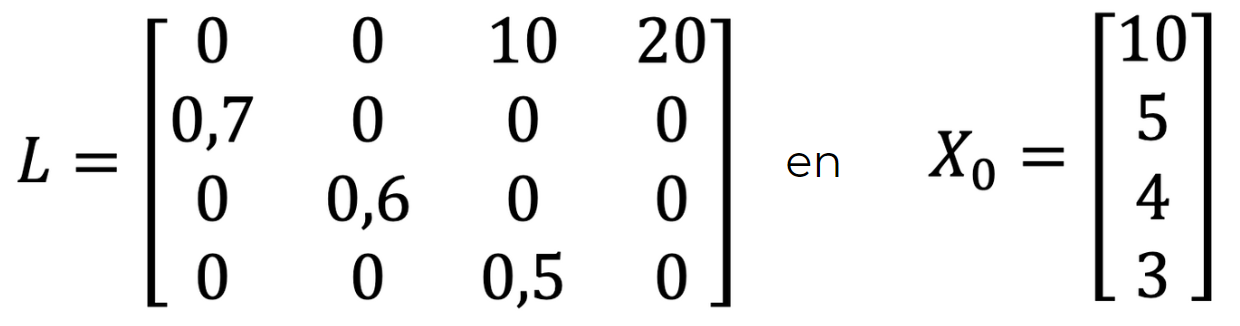 L = [ 0 0 10 20 ; 0,7 0 0 0 ; 0 0,6 0 0 ; 0 0 0,5 0 ] en X₀ = [ 10 ; 5 ; 4 ; 3 ]